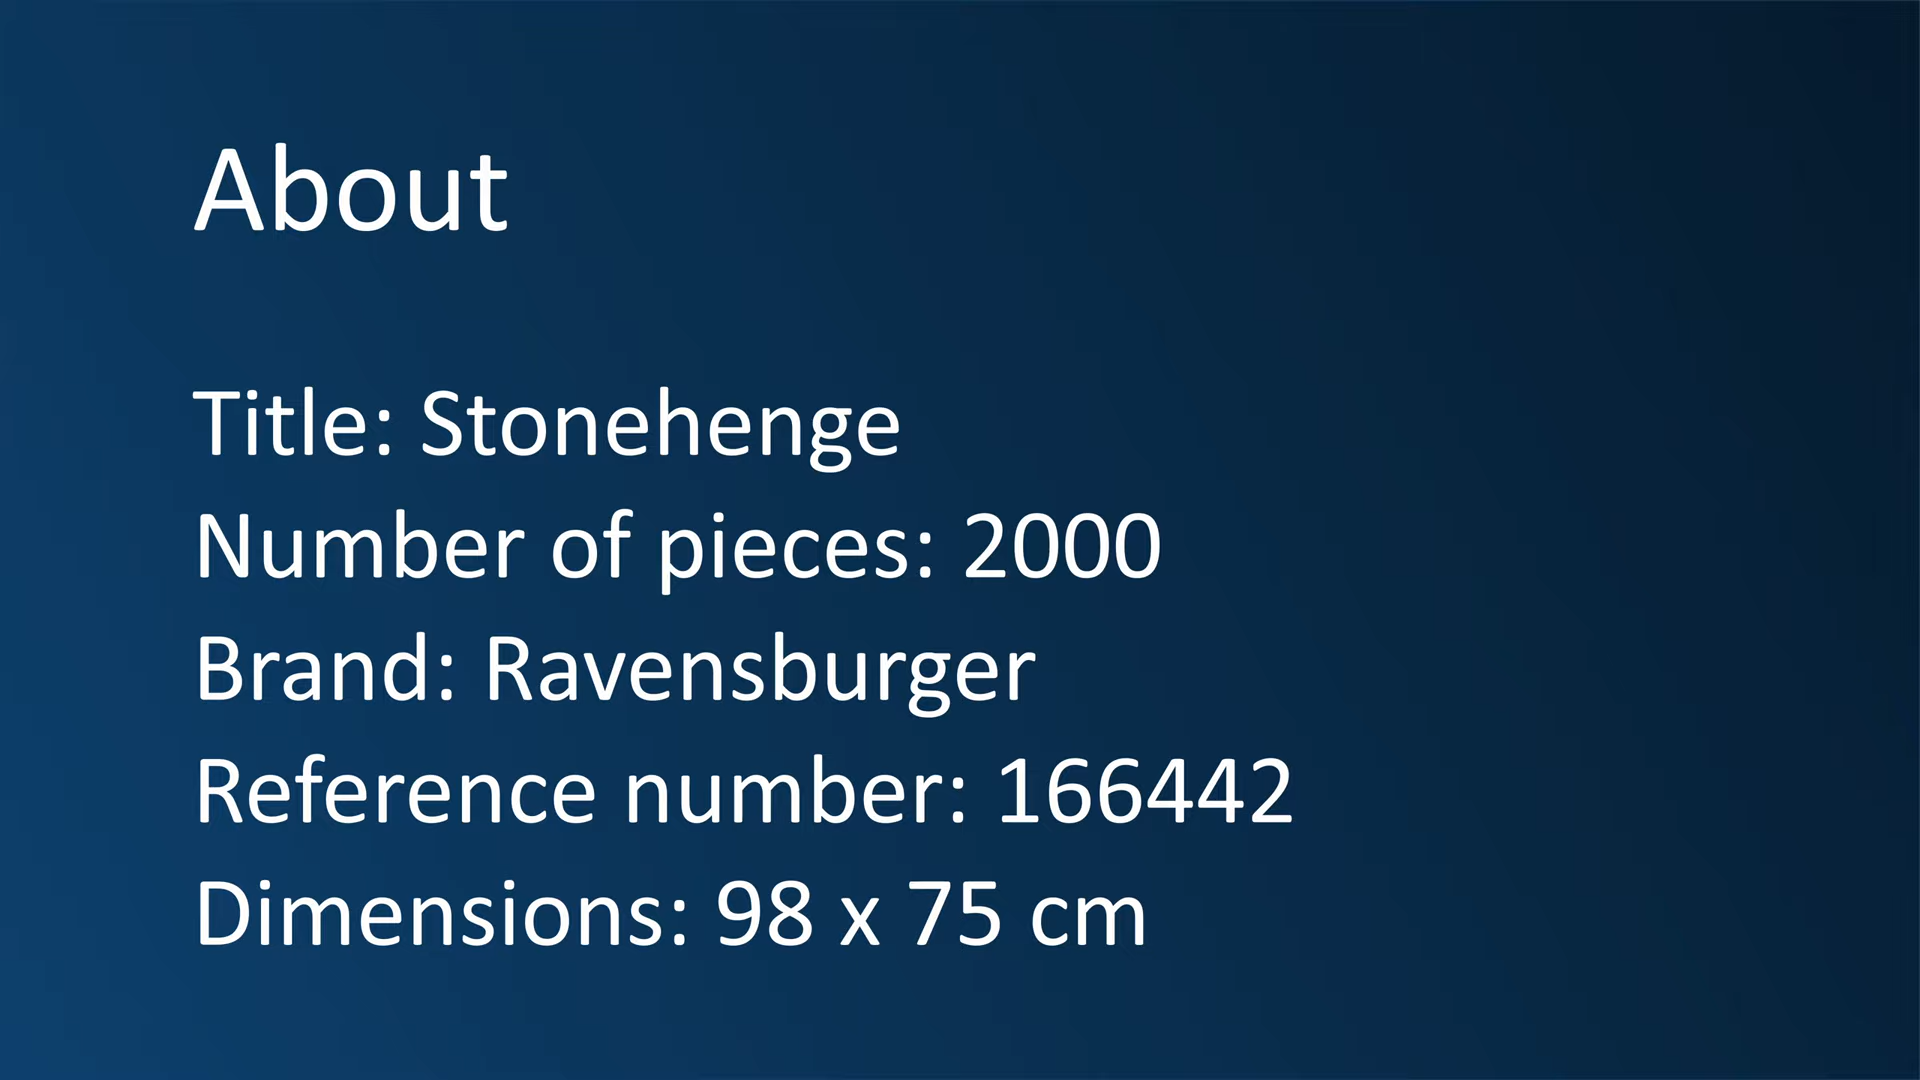 About
Title: Stonehenge
Number of pieces: 2000
Brand: Ravensburger
Reference number: 166442
Dimensions: 98 x 75 cm